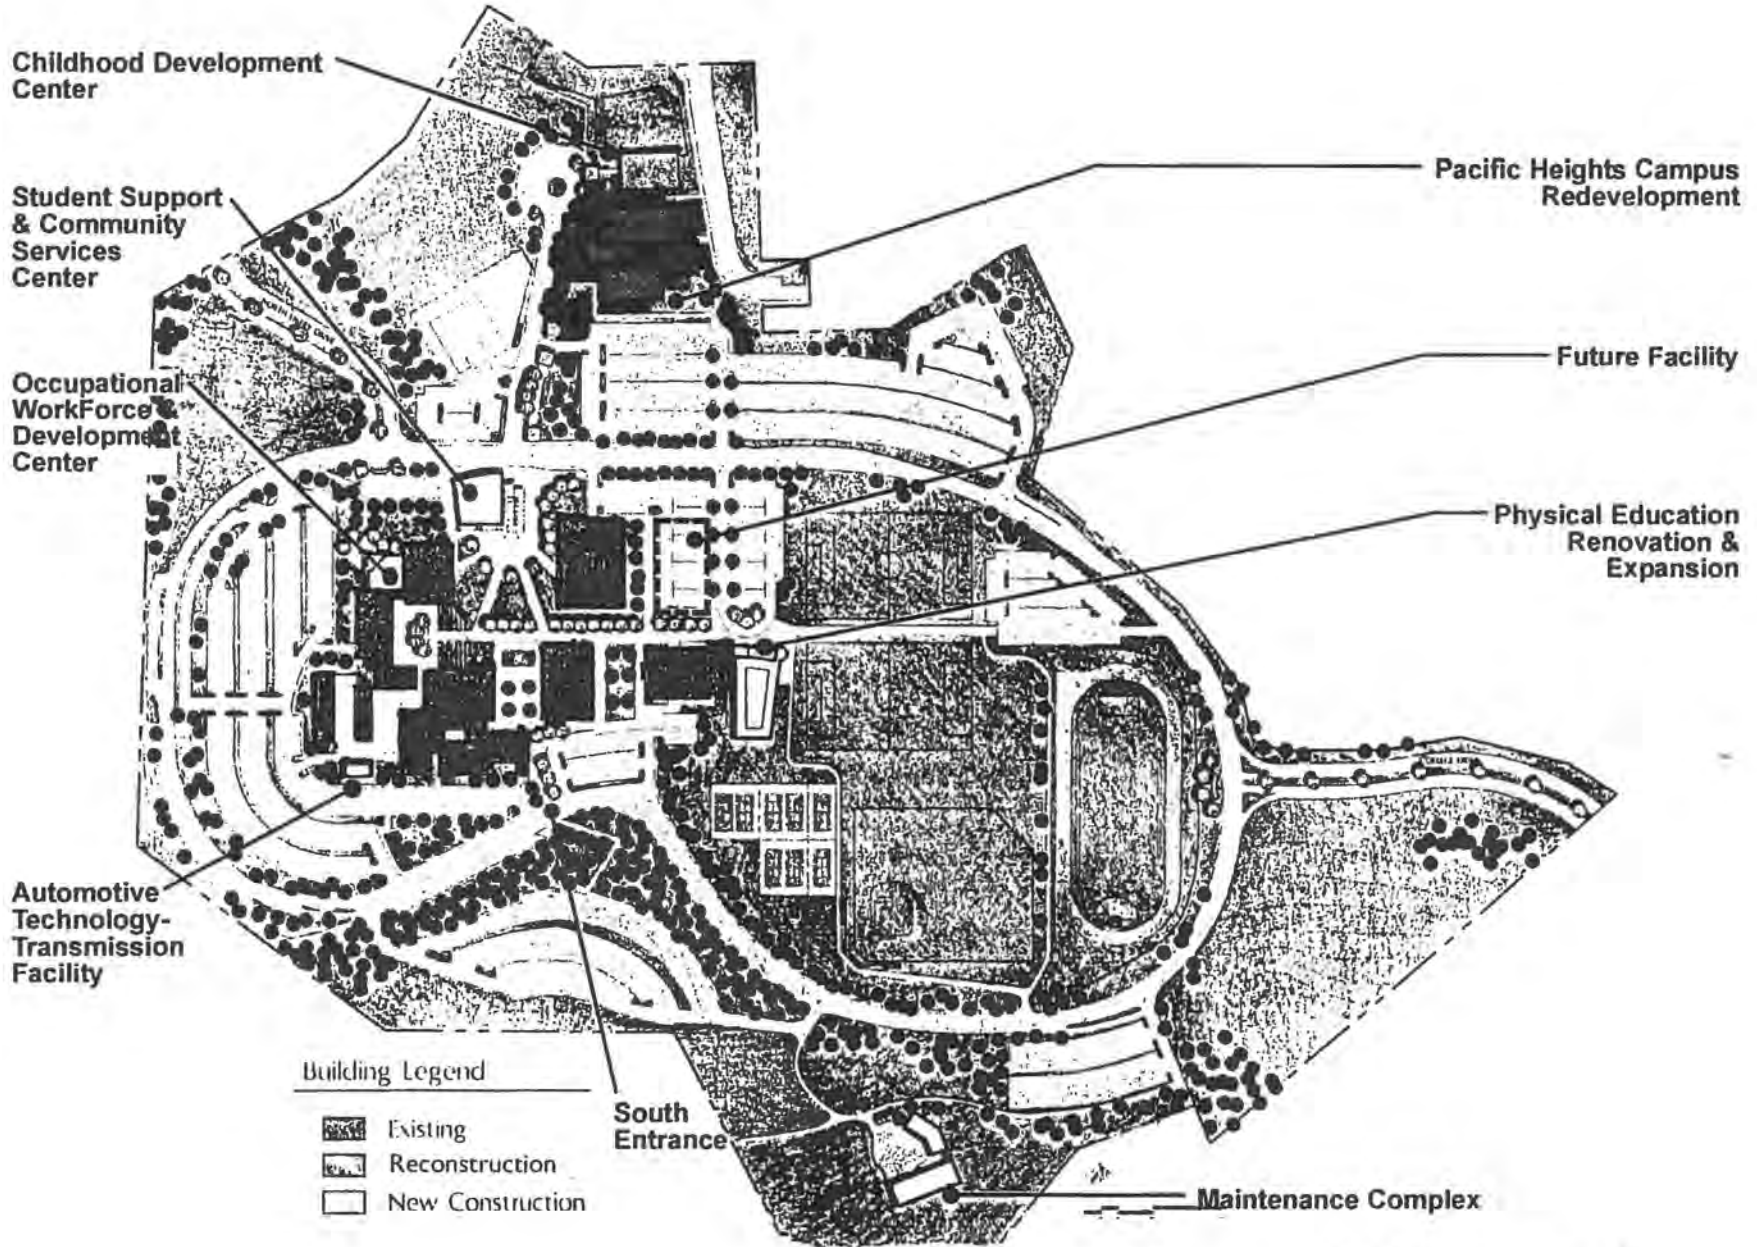 Childhood Development
Center
Student Support
& Community
Services
Center
Occupational
WorkForce &
Development
Center
Automotive
Technology-
Transmission
Facility
Pacific Heights Campus
Redevelopment
Future Facility
Physical Education
Renovation &
Expansion
Building Legend
Existing
Reconstruction
New Construction
South
Entrance
Maintenance Complex